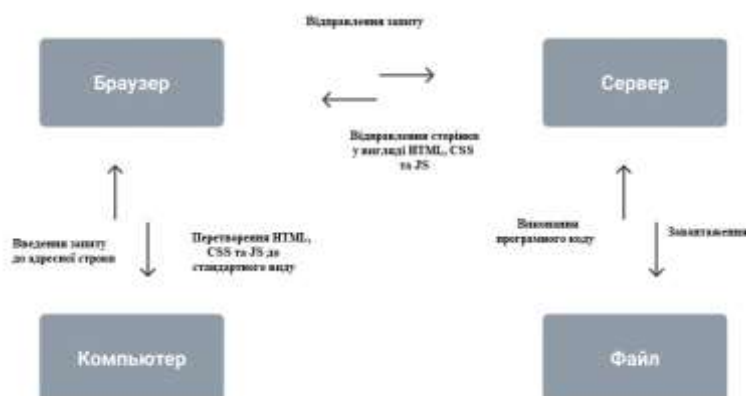 Відправлення запиту
Браузер
Сервер
Відправлення сторінки
у вигляді HTML, CSS
та JS
Введення запиту
до адресної строки
Перетворення HTML,
CSS та JS до
стандартного виду
Виконання
програмного коду
Завантаження
Компьютер
Файл